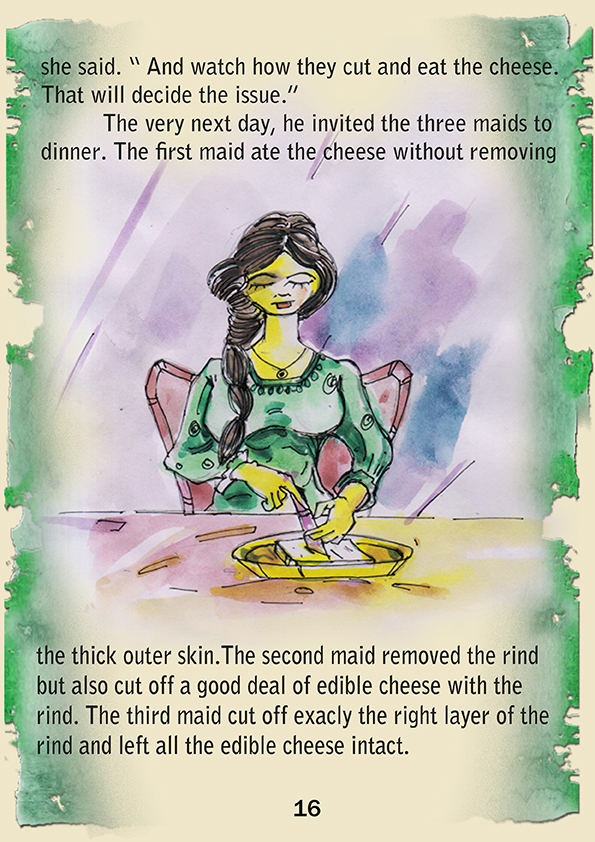 she said. “ And watch how they cut and eat the cheese.
That will decide the issue.”
The very next day, he invited the three maids to
dinner. The first maid ate the cheese without removing
the thick outer skin.The second maid removed the rind
but also cut off a good deal of edible cheese with the
rind. The third maid cut off exacly the right layer of the
rind and left all the edible cheese intact.
16